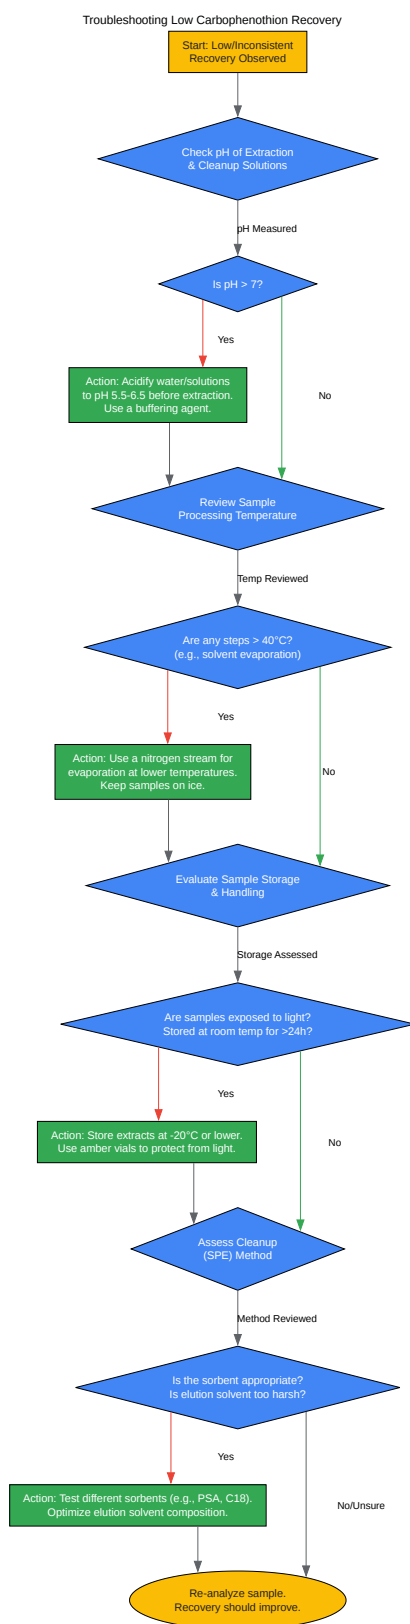 Troubleshooting Low Carbophenothion Recovery
Start: Low/Inconsistent
Recovery Observed
Check pH of Extraction
& Cleanup Solutions
pH Measured
Is pH > 7?
Yes
Action: Acidify water/solutions
to pH 5.5-6.5 before extraction.
Use a buffering agent.
No
Review Sample
Processing Temperature
Temp Reviewed
Are any steps > 40°C?
(e.g., solvent evaporation)
Yes
Action: Use a nitrogen stream for
evaporation at lower temperatures.
Keep samples on ice.
No
Evaluate Sample Storage
& Handling
Storage Assessed
Are samples exposed to light?
Stored at room temp for >24h?
Yes
Action: Store extracts at -20°C or lower.
Use amber vials to protect from light.
No
Assess Cleanup
(SPE) Method
Method Reviewed
Is the sorbent appropriate?
Is elution solvent too harsh?
Yes
Action: Test different sorbents (e.g., PSA, C18).
Optimize elution solvent composition.
No/Unsure
Re-analyze sample.
Recovery should improve.